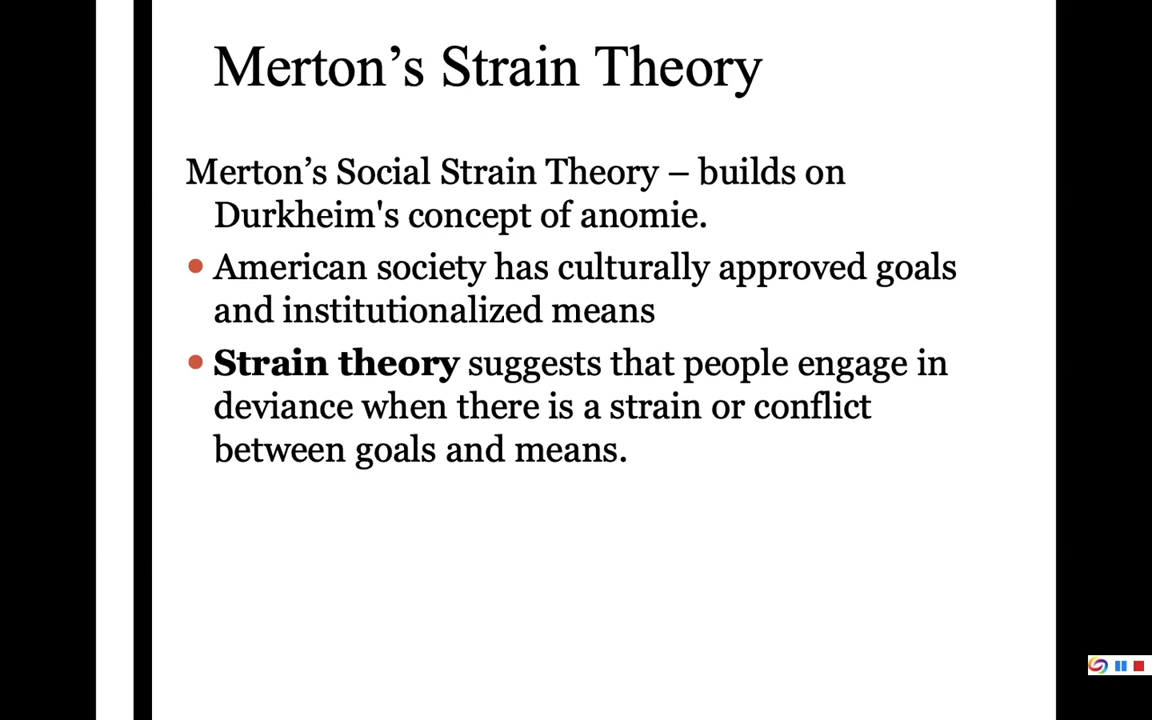 Merton’s Strain Theory
Merton’s Social Strain Theory – builds on
Durkheim's concept of anomie.
• American society has culturally approved goals
and institutionalized means
• Strain theory suggests that people engage in
deviance when there is a strain or conflict
between goals and means.